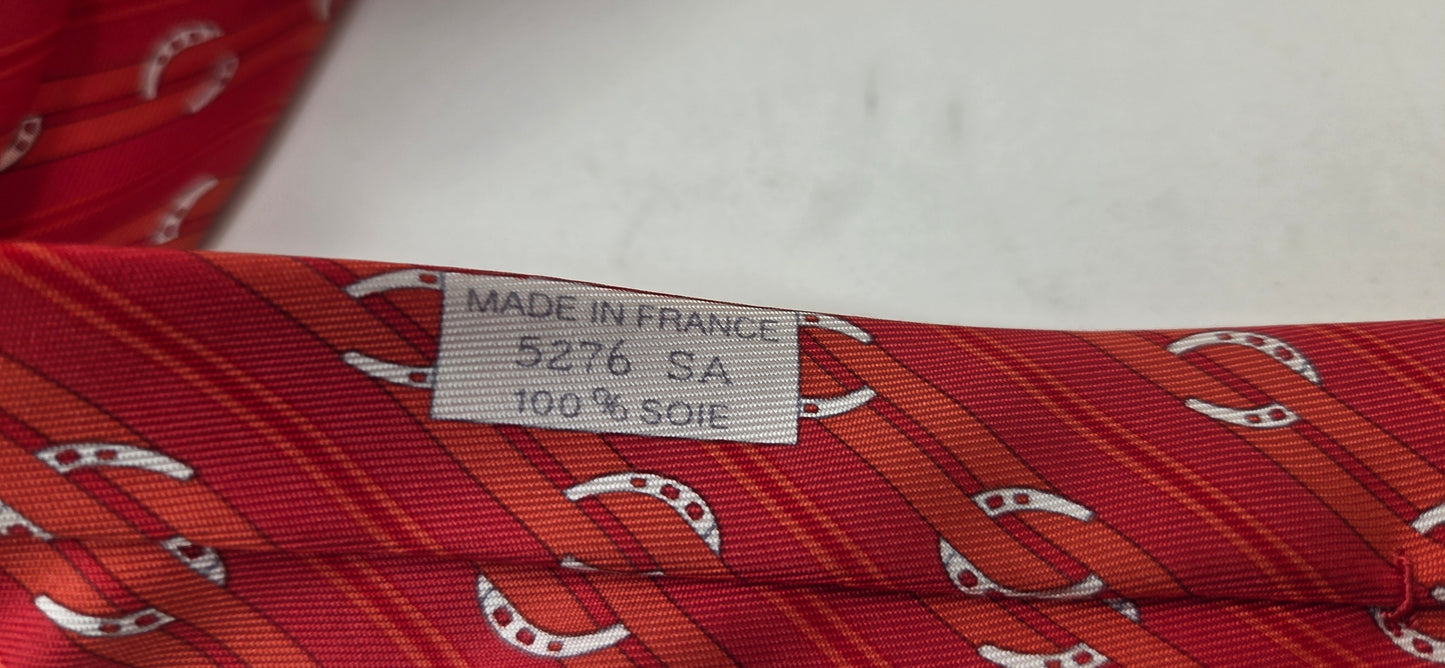 MADE IN FRANCE
5276 SA
100% SOIE